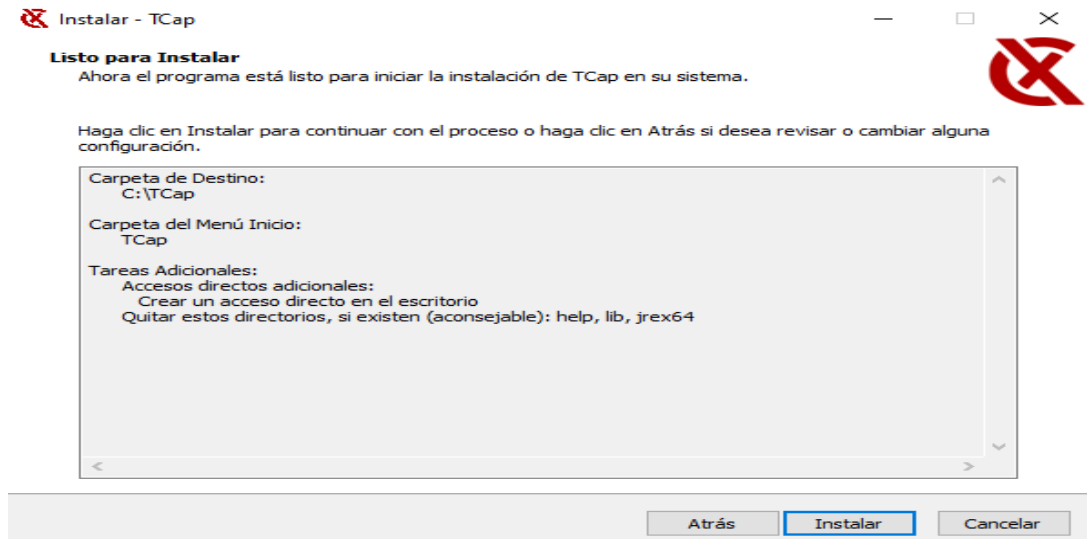 Instalar - TCap
Listo para Instalar
Ahora el programa está listo para iniciar la instalación de TCap en su sistema.
Haga clic en Instalar para continuar con el proceso o haga clic en Atrás si desea revisar o cambiar alguna
configuración.
Carpeta de Destino:
C:\TCap
Carpeta del Menú Inicio:
TCap
Tareas Adicionales:
Accesos directos adicionales:
Crear un acceso directo en el escritorio
Quitar estos directorios, si existen (aconsejable): help, lib, jrex64
Atrás
Instalar
Cancelar